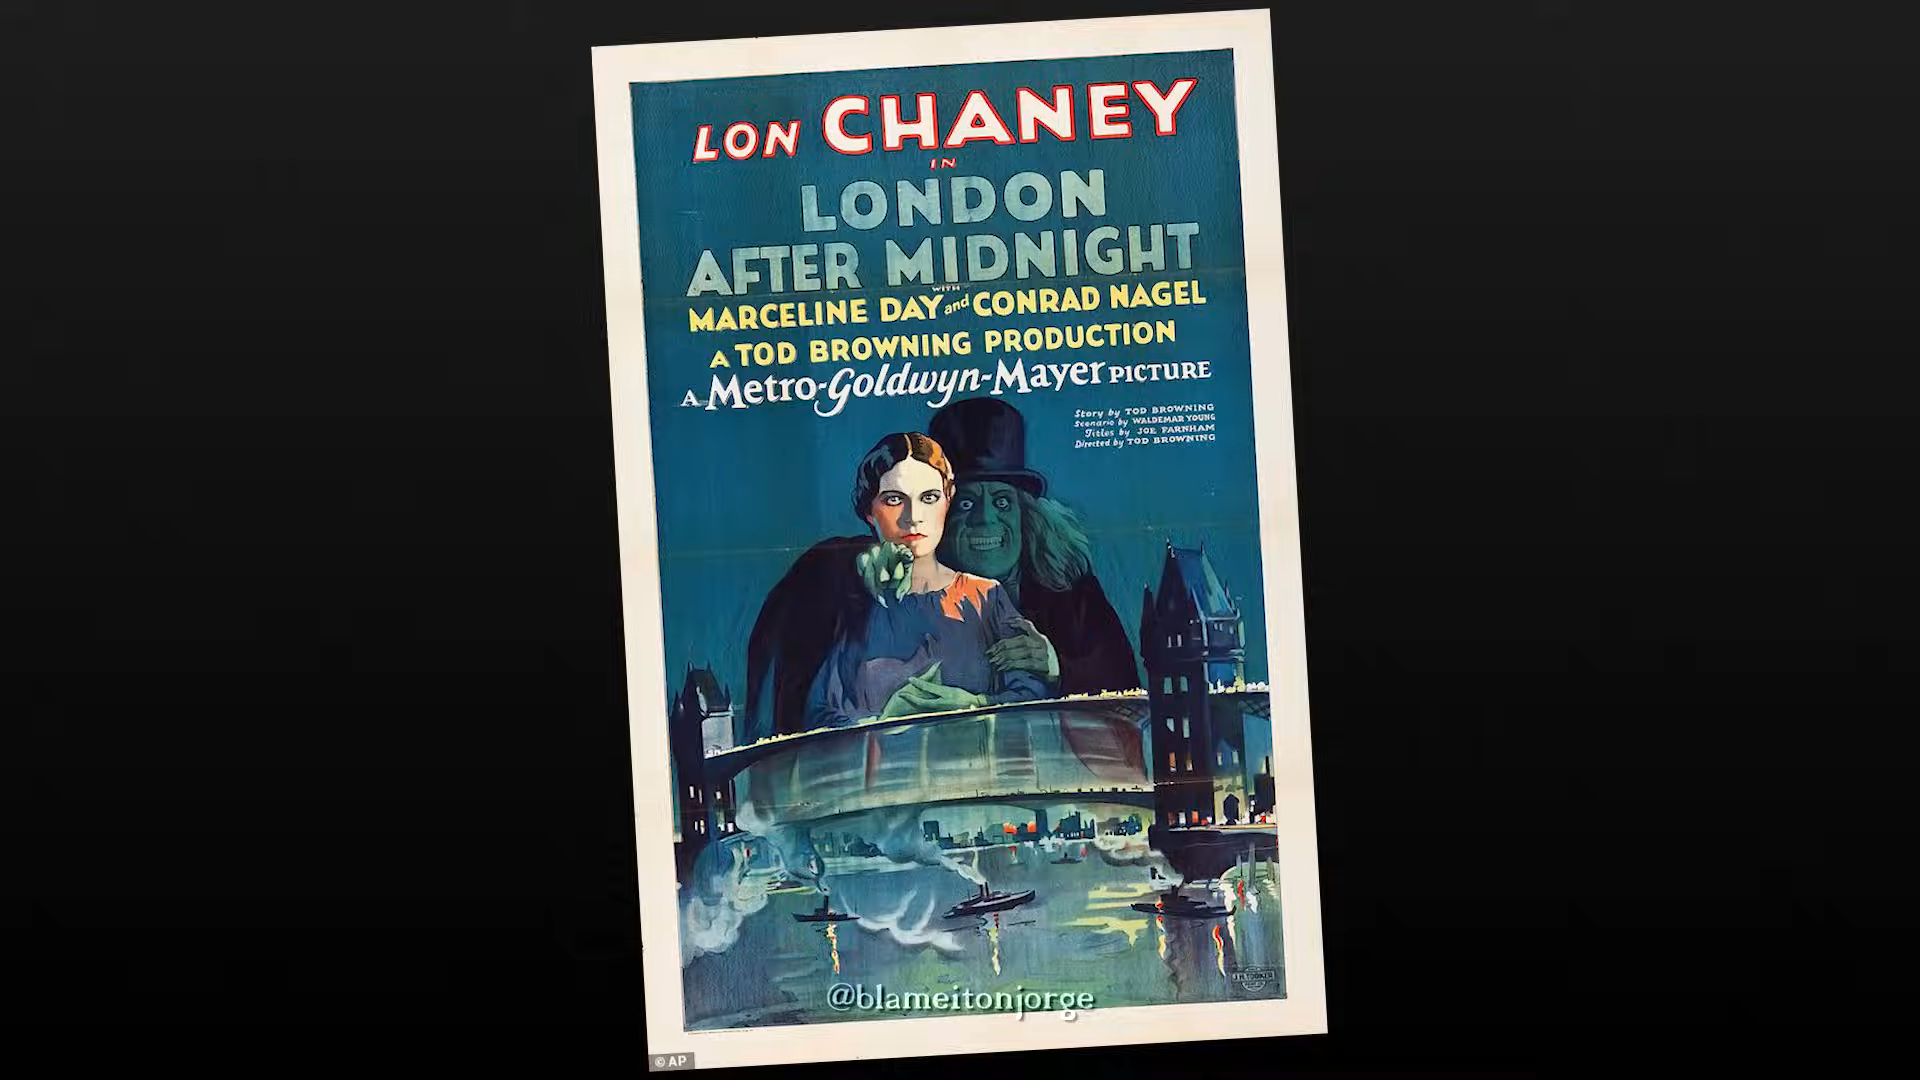 LON CHANEY
IN
LONDON
AFTER MIDNIGHT
WITH
MARCELINE DAY and CONRAD NAGEL
A TOD BROWNING PRODUCTION
A Metro-Goldwyn-Mayer PICTURE
Story by TOD BROWNING
Scenario by WALDEMAR YOUNG
Titles by JOE FARNHAM
Directed by TOD BROWNING
J.H. TOOKER
@blameitonjorge
© AP